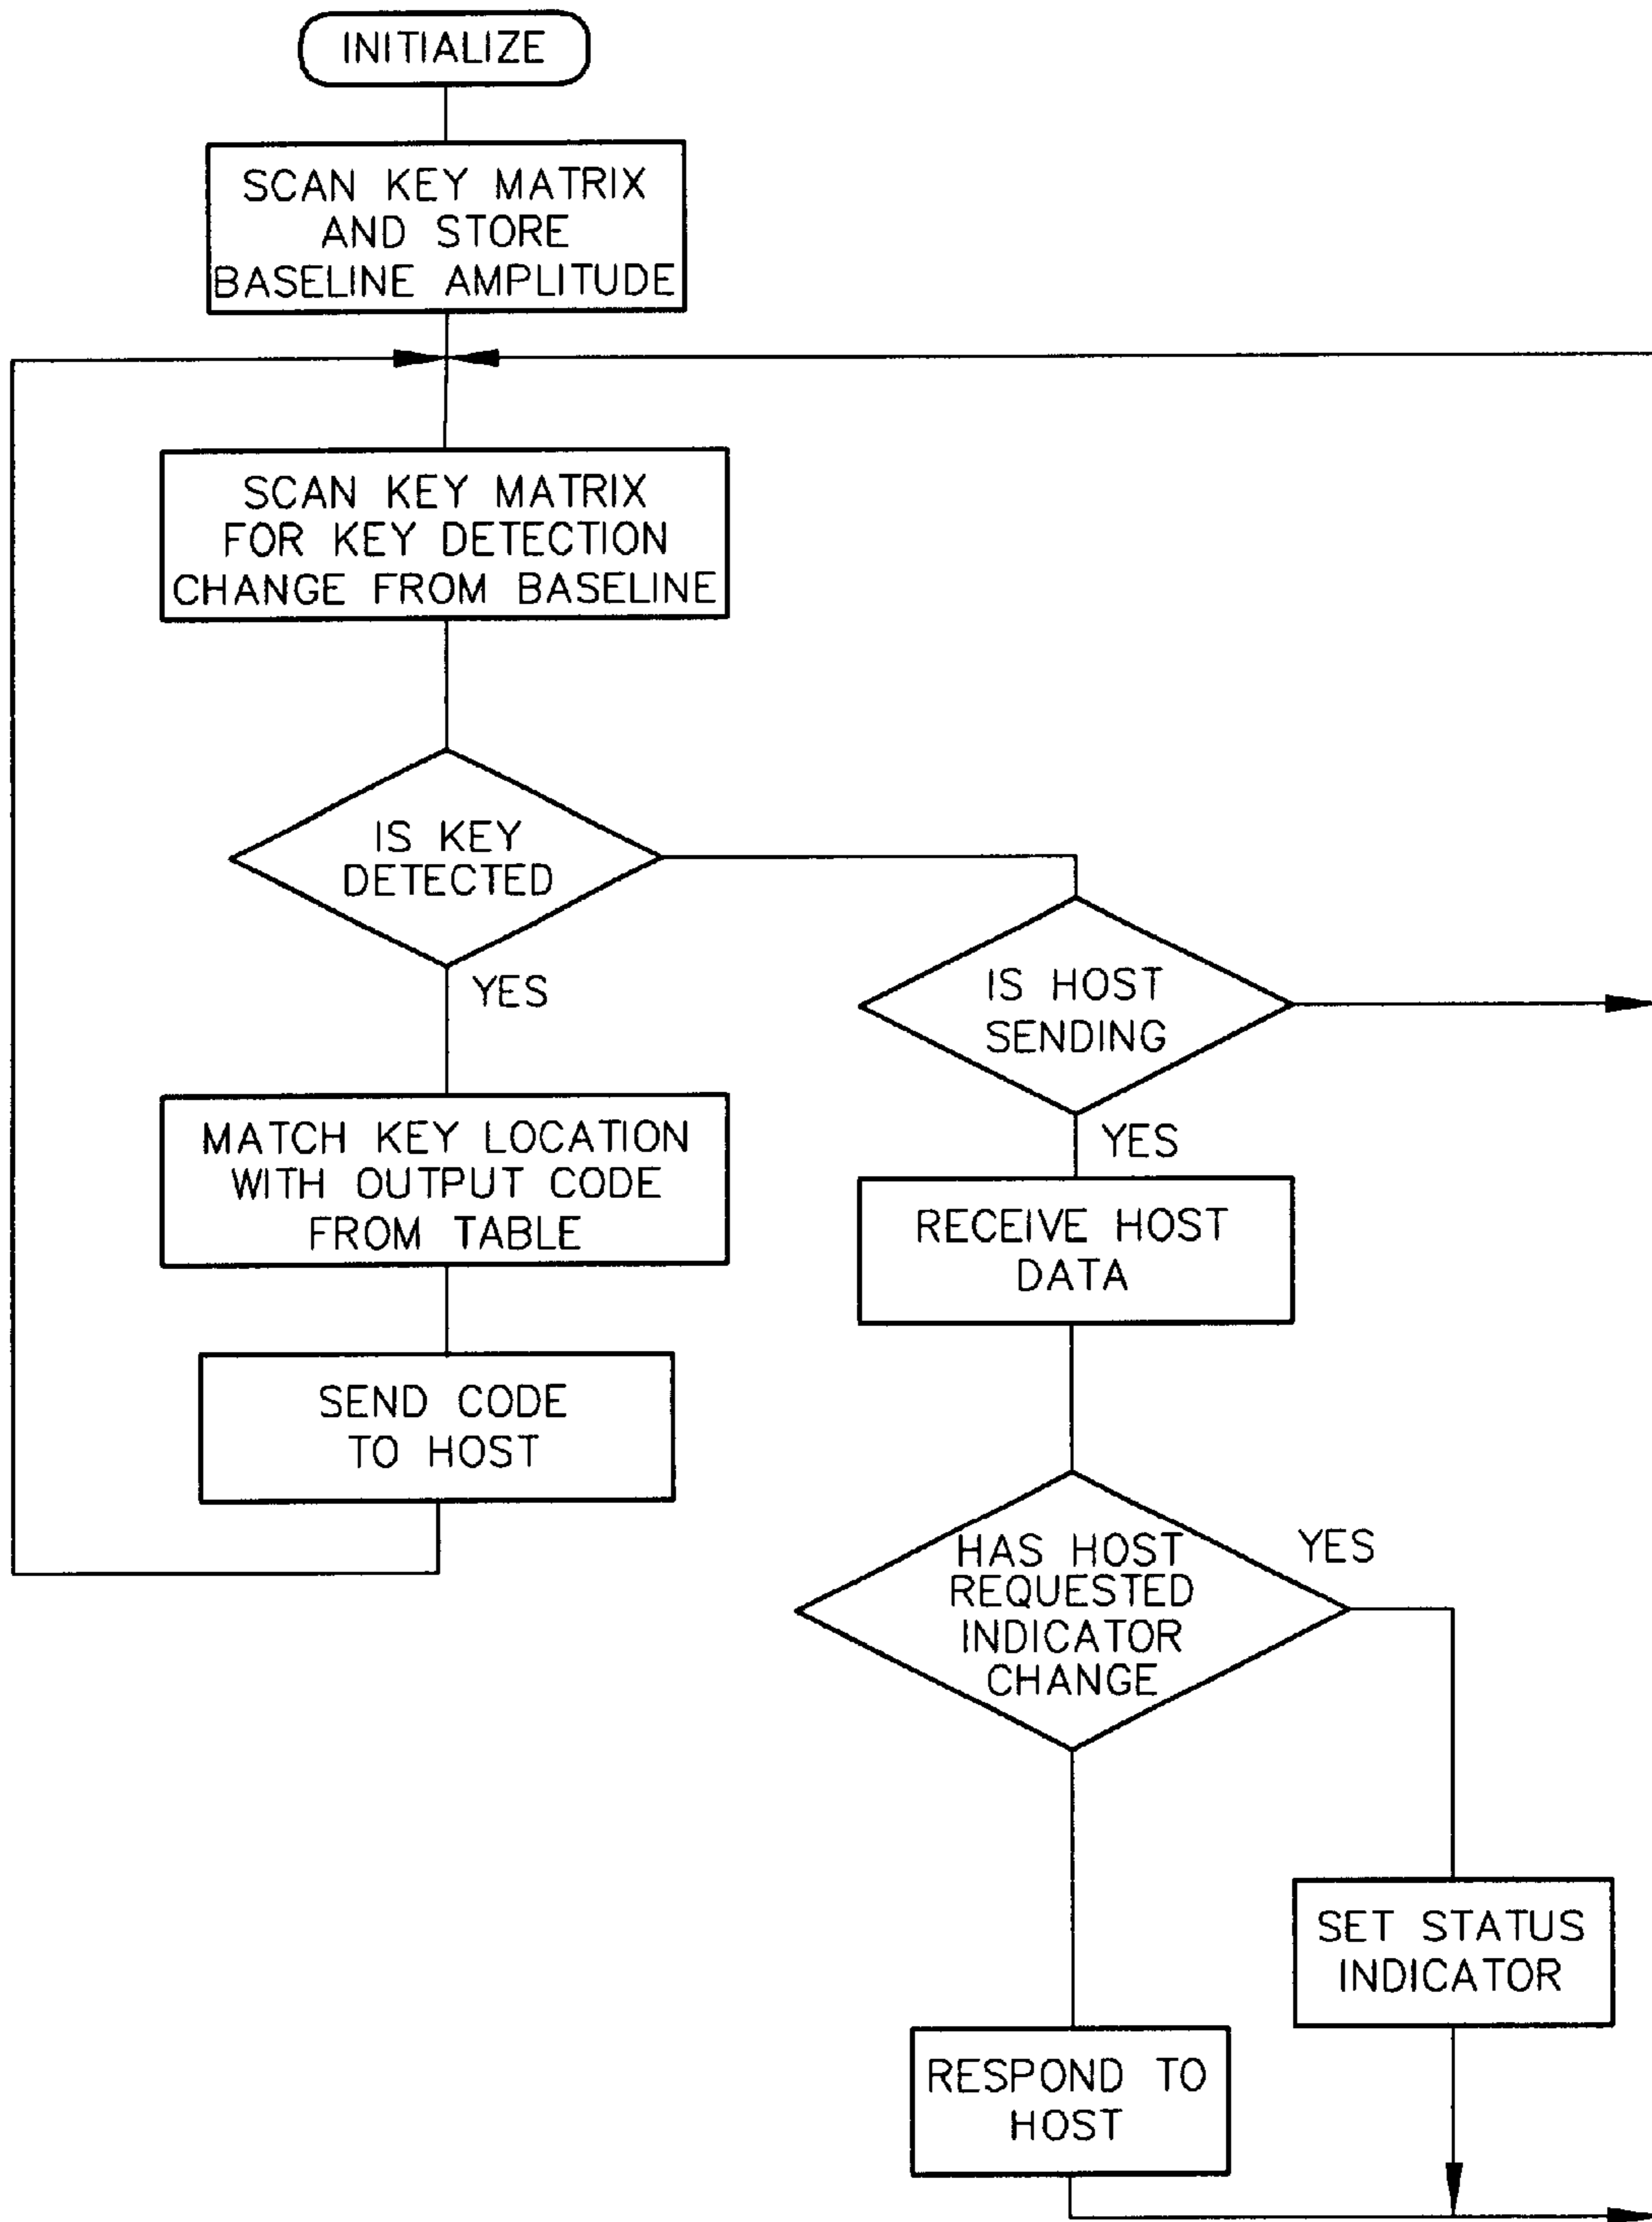 INITIALIZE
SCAN KEY MATRIX
AND STORE
BASELINE AMPLITUDE
SCAN KEY MATRIX
FOR KEY DETECTION
CHANGE FROM BASELINE
IS KEY
DETECTED
YES
MATCH KEY LOCATION
WITH OUTPUT CODE
FROM TABLE
SEND CODE
TO HOST
IS HOST
SENDING
YES
RECEIVE HOST
DATA
HAS HOST
REQUESTED
INDICATOR
CHANGE
YES
SET STATUS
INDICATOR
RESPOND TO
HOST